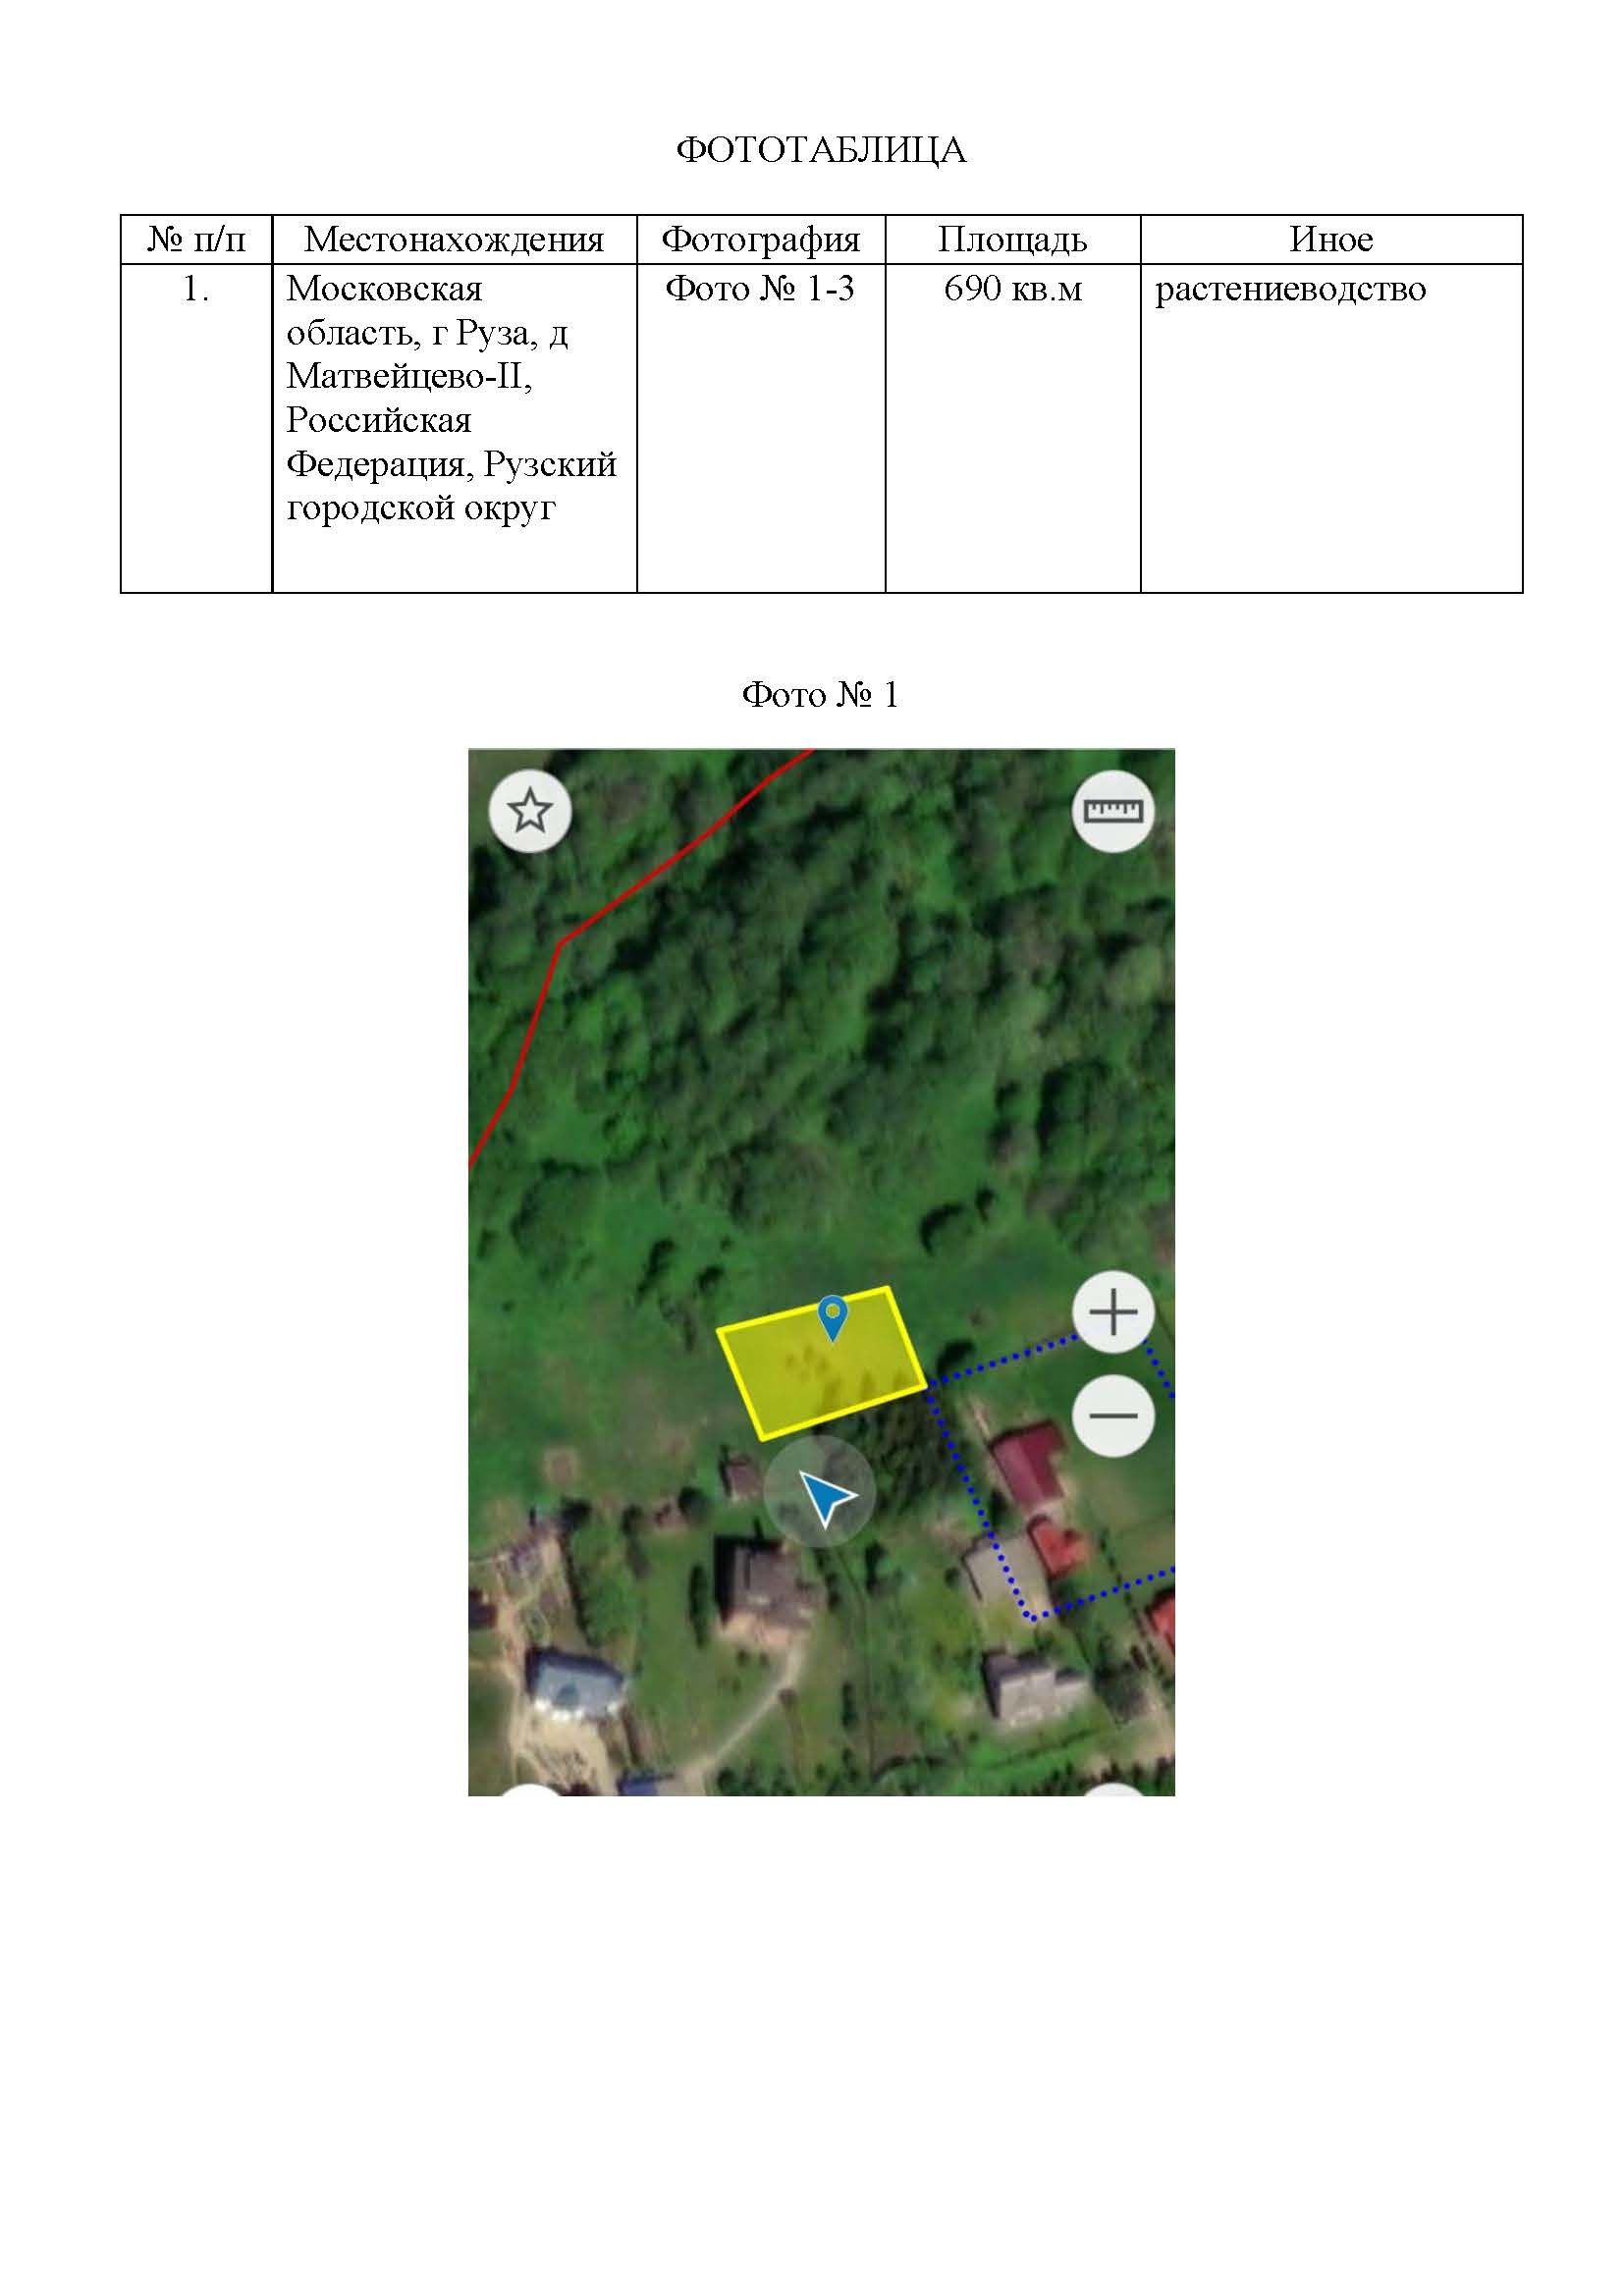 ФОТОТАБЛИЦА
№ п/п Местонахождения Фотография Площадь Иное
1. Московская Фото № 1-3 690 кв.м растениеводство
область, г Руза, д
Матвейцево-II,
Российская
Федерация, Рузский
городской округ
Фото № 1